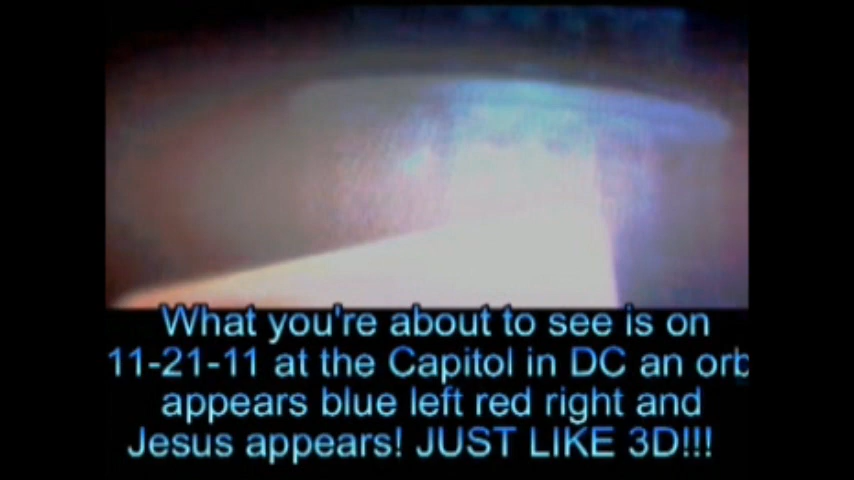 What you're about to see is on
11-21-11 at the Capitol in DC an orb
appears blue left red right and
Jesus appears! JUST LIKE 3D!!!